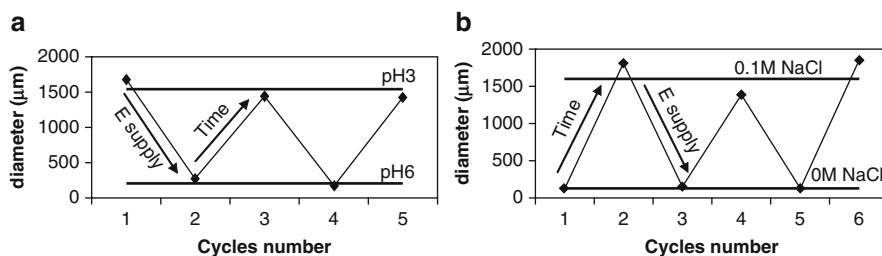 a
diameter (μm)
2000
1500
1000
500
0
pH3
pH6
E supply
Time
1 2 3 4 5
Cycles number
b
diameter (μm)
2000
1500
1000
500
0
0.1M NaCl
0M NaCl
Time
E supply
1 2 3 4 5 6
Cycles number